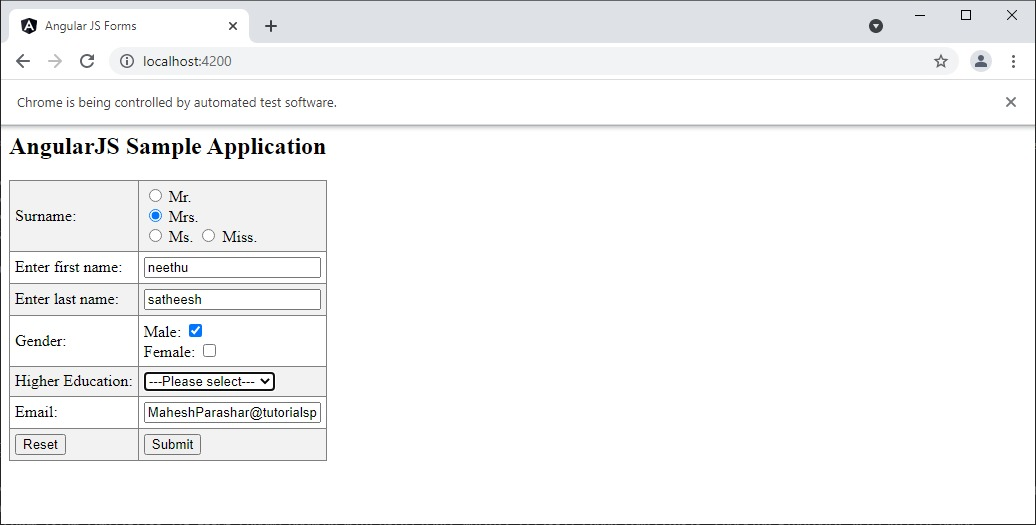 Angular JS Forms
localhost:4200
Chrome is being controlled by automated test software.
AngularJS Sample Application
Surname:
Mr.
Mrs.
Ms. Miss.
Enter first name: neethu
Enter last name: satheesh
Gender:
Male:
Female:
Higher Education: ---Please select---
Email: MaheshParashar@tutorialsp
Reset Submit